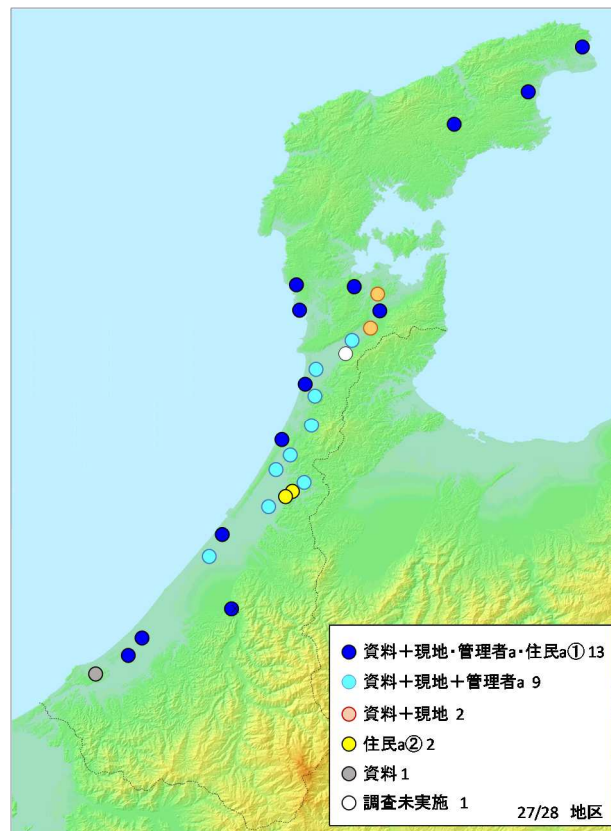 資料＋現地・管理者a・住民a① 13
資料＋現地＋管理者a 9
資料＋現地 2
住民a② 2
資料 1
調査未実施 1
27/28 地区